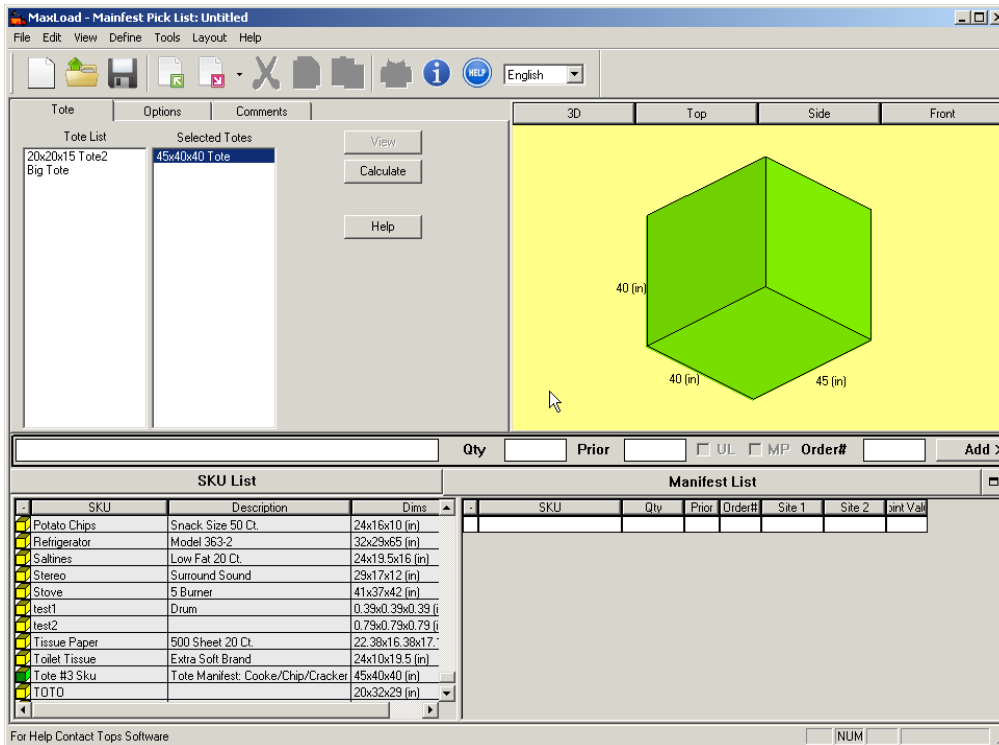 MaxLoad - Mainfest Pick List: Untitled
File Edit View Define Tools Layout Help
HELP English
Tote Options Comments
3D Top Side Front
Tote List Selected Totes
View
20x20x15 Tote2 45x40x40 Tote
Big Tote
Calculate
Help
40 (in)
40 (in) 45 (in)
Qty Prior UL MP Order# Add >
SKU List Manifest List
- SKU Description Dims - SKU Qty Prior Order# Site 1 Site 2 oint Valu
Potato Chips Snack Size 50 Ct. 24x16x10 (in)
Refrigerator Model 363-2 32x29x65 (in)
Saltines Low Fat 20 Ct. 24x19.5x16 (in)
Stereo Surround Sound 29x17x12 (in)
Stove 5 Burner 41x37x42 (in)
test1 Drum 0.39x0.39x0.39 (i
test2 0.79x0.79x0.79 (i
Tissue Paper 500 Sheet 20 Ct. 22.38x16.38x17.
Toilet Tissue Extra Soft Brand 24x10x19.5 (in)
Tote #3 Sku Tote Manifest: Cooke/Chip/Cracker 45x40x40 (in)
TOTO 20x32x29 (in)
For Help Contact Tops Software NUM